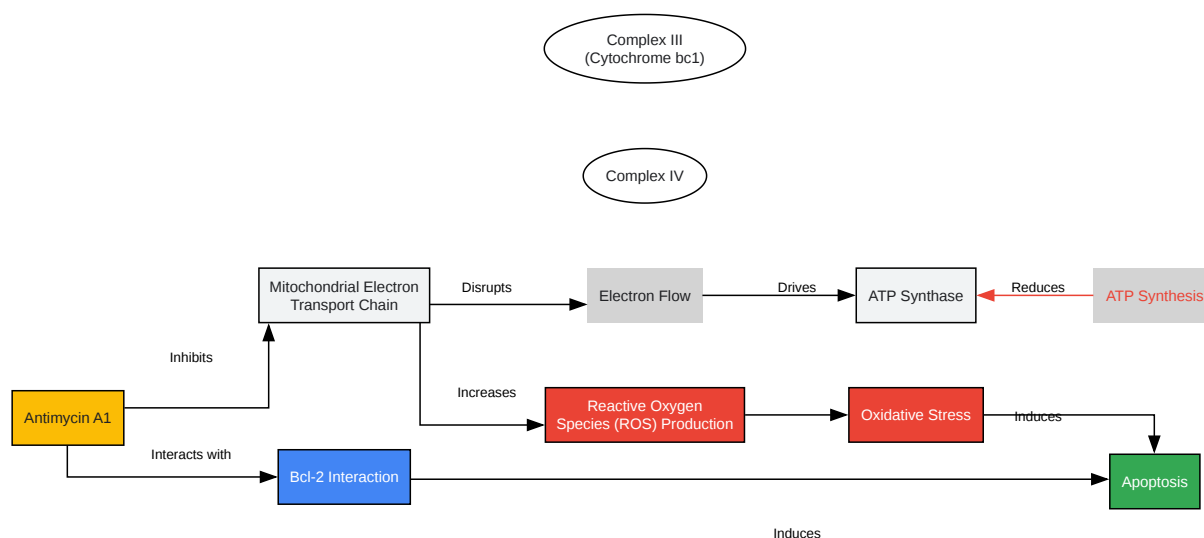 Complex III
(Cytochrome bc1)
Complex IV
Mitochondrial Electron
Transport Chain
Disrupts
Electron Flow
Drives
ATP Synthase
Reduces
ATP Synthesis
Inhibits
Antimycin A1
Increases
Reactive Oxygen
Species (ROS) Production
Oxidative Stress
Induces
Interacts with
Bcl-2 Interaction
Apoptosis
Induces